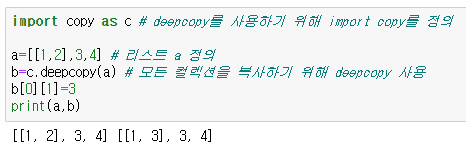 import copy as c # deepcopy를 사용하기 위해 import copy를 정의
a=[[1,2],3,4] # 리스트 a 정의
b=c.deepcopy(a) # 모든 컬렉션을 복사하기 위해 deepcopy 사용
b[0][1]=3
print(a,b)
[[1, 2], 3, 4] [[1, 3], 3, 4]